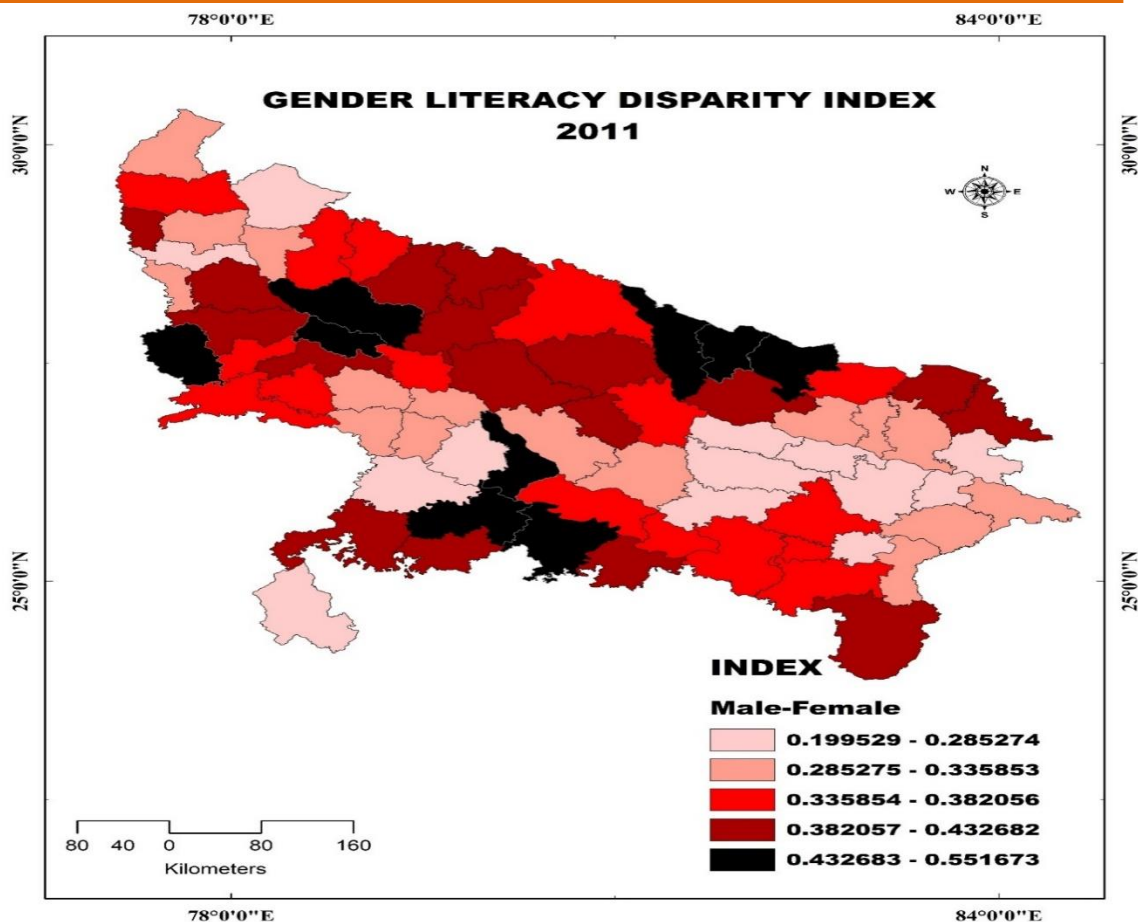 78°0'0"E 84°0'0"E
GENDER LITERACY DISPARITY INDEX
2011
30°0'0"N 30°0'0"N
N
W E
S
25°0'0"N 25°0'0"N
INDEX
Male-Female
0.199529 - 0.285274
0.285275 - 0.335853
0.335854 - 0.382056
0.382057 - 0.432682
0.432683 - 0.551673
80 40 0 80 160
Kilometers
78°0'0"E 84°0'0"E